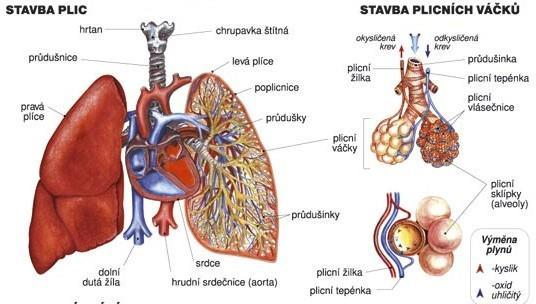 STAVBA PLIC
hrtan
chrupavka štítná
průdušnice
levá plíce
poplicnice
pravá
plíce
průdušky
průdušinky
srdce
dolní
dutá žíla
hrudní srdečnice (aorta)
STAVBA PLICNÍCH VÁČKŮ
okysličená
krev
odkysličená
krev
průdušinka
plicní
žilka
plicní tepénka
plicní
vlásečnice
plicní
váčky
plicní
sklípky
(alveoly)
plicní žilka
plicní tepénka
Výměna
plynů
-kyslík
-oxid
uhličitý